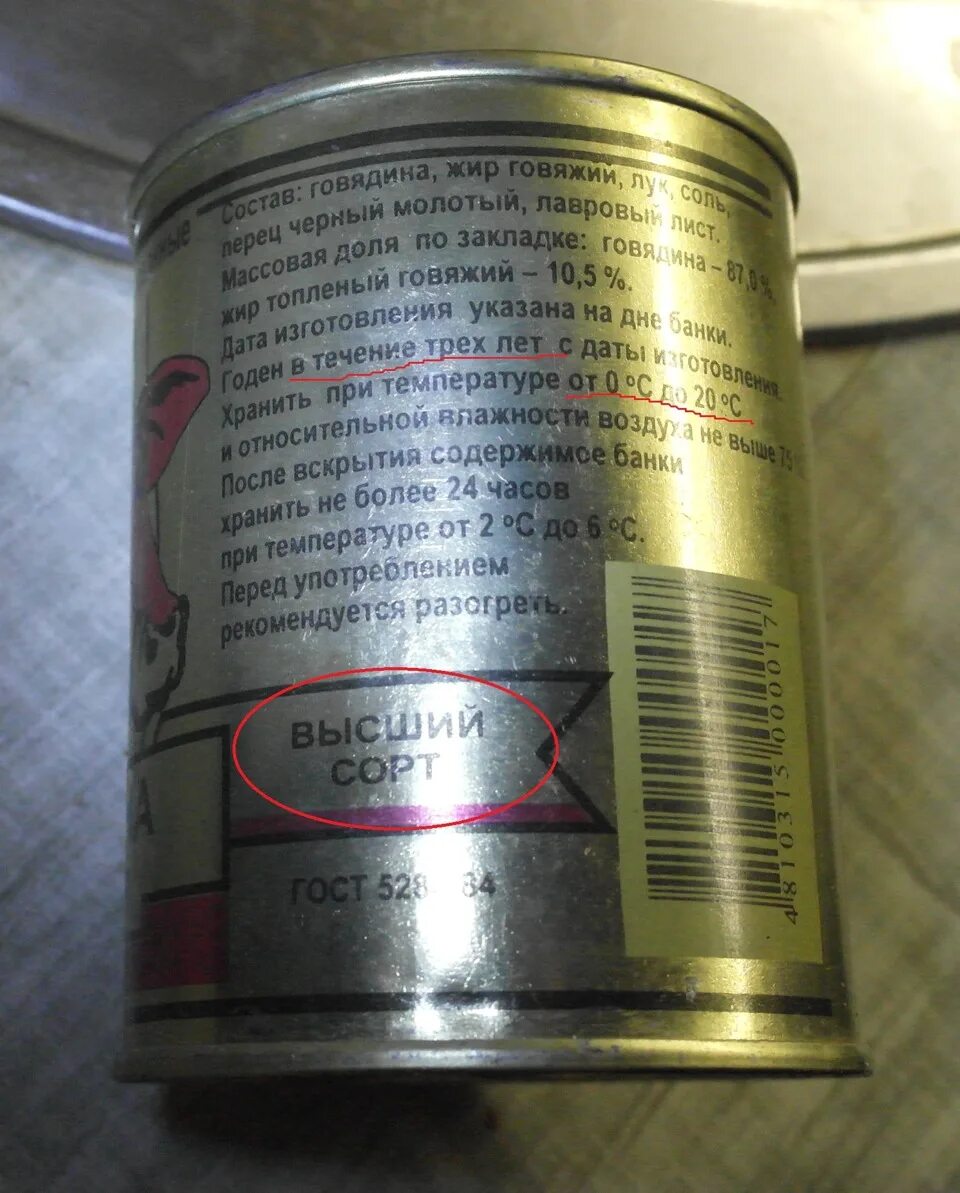 Состав: говядина, жир говяжий, лук, соль,
перец черный молотый, лавровый лист.
Массовая доля по закладке: говядина – 87,0 %,
жир топленый говяжий – 10,5 %.
Дата изготовления указана на дне банки.
Годен в течение трех лет с даты изготовления.
Хранить при температуре от 0 °С до 20 °С
и относительной влажности воздуха не выше 75
После вскрытия содержимое банки
хранить не более 24 часов
при температуре от 2 °С до 6 °С.
Перед употреблением
рекомендуется разогреть.
ВЫСШИЙ
СОРТ
ГОСТ
4810315000017